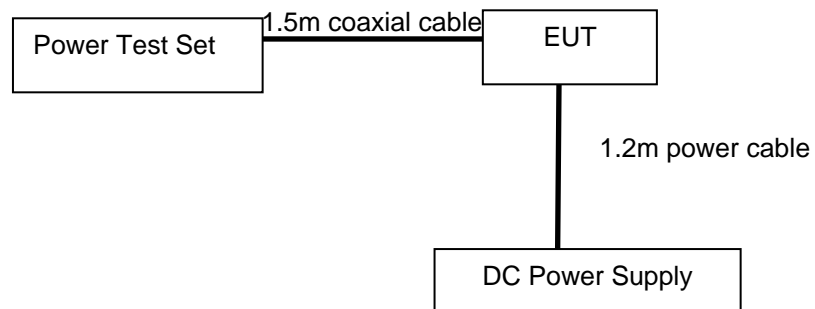 1.5m coaxial cable
Power Test Set
EUT
1.2m power cable
DC Power Supply